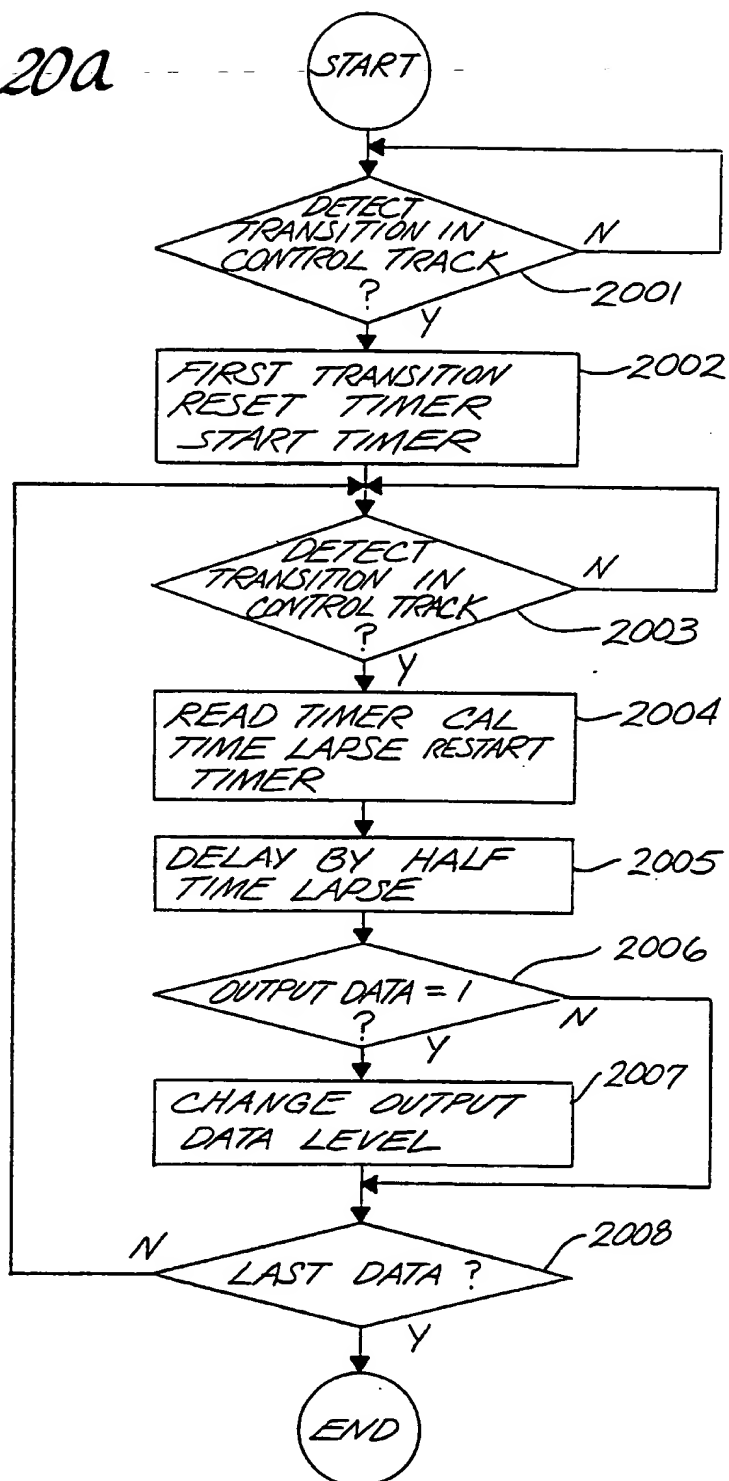 20a
START
DETECT
TRANSITION IN
CONTROL TRACK
?
N
Y
2001
FIRST TRANSITION
RESET TIMER
START TIMER
2002
DETECT
TRANSITION IN
CONTROL TRACK
?
N
Y
2003
READ TIMER CAL
TIME LAPSE RESTART
TIMER
2004
DELAY BY HALF
TIME LAPSE
2005
OUTPUT DATA = 1
?
2006
N
Y
CHANGE OUTPUT
DATA LEVEL
2007
N
LAST DATA ?
2008
Y
END